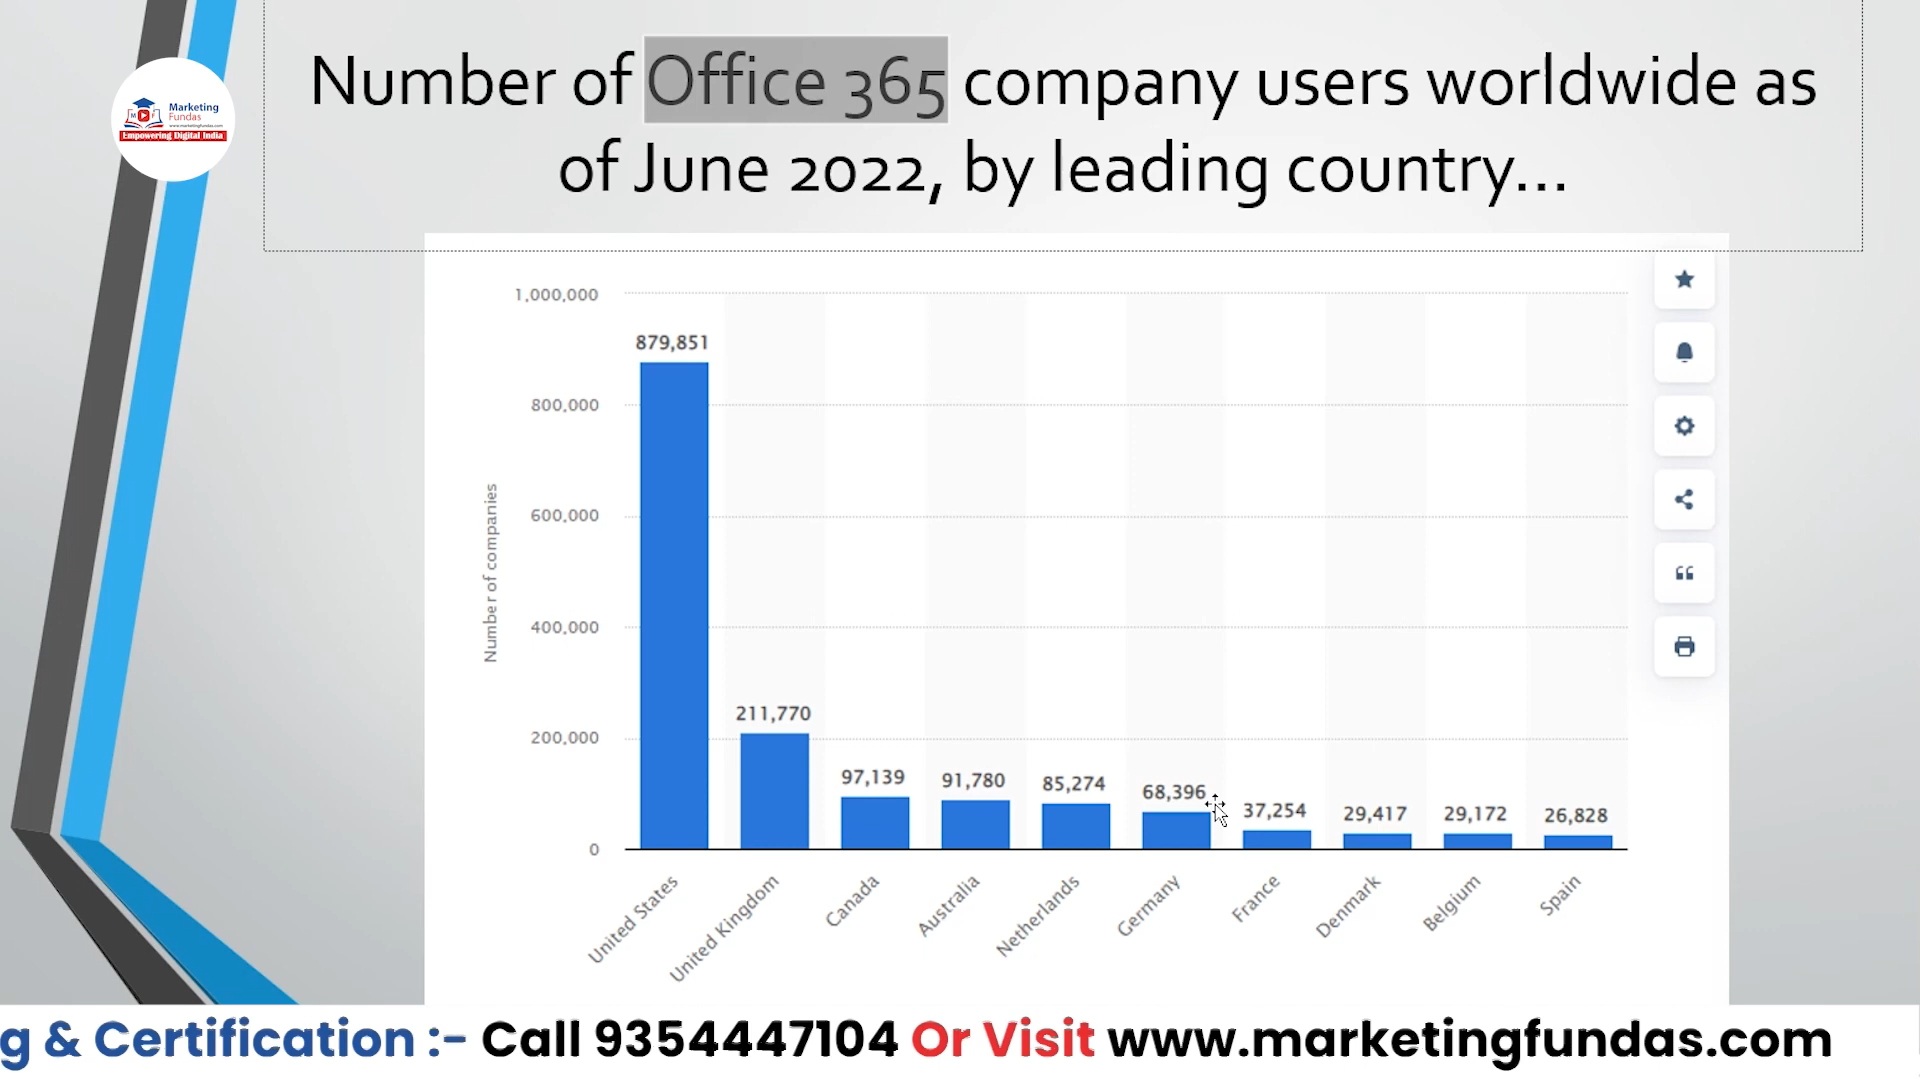 Number of Office 365 company users worldwide as
of June 2022, by leading country...
Marketing
Fundas
M
F
www.marketingfundas.com
Empowering Digital India
Number of companies
1,000,000
800,000
600,000
400,000
200,000
0
879,851
211,770
97,139
91,780
85,274
68,396
37,254
29,417
29,172
26,828
United States
United Kingdom
Canada
Australia
Netherlands
Germany
France
Denmark
Belgium
Spain
g & Certification :- Call 9354447104 Or Visit www.marketingfundas.com